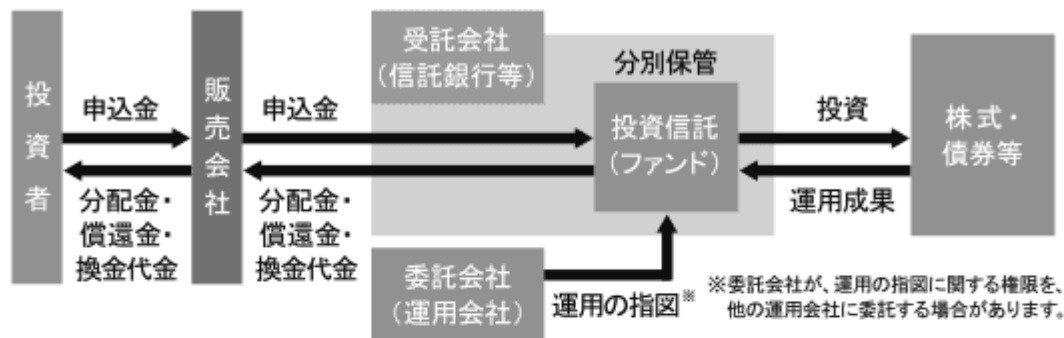 投資者
申込金
分配金・
償還金・
換金代金
販売会社
申込金
分配金・
償還金・
換金代金
受託会社
（信託銀行等）
分別保管
投資信託
（ファンド）
委託会社
（運用会社）
運用の指図※
投資
運用成果
株式・
債券等
※委託会社が、運用の指図に関する権限を、
他の運用会社に委託する場合があります。